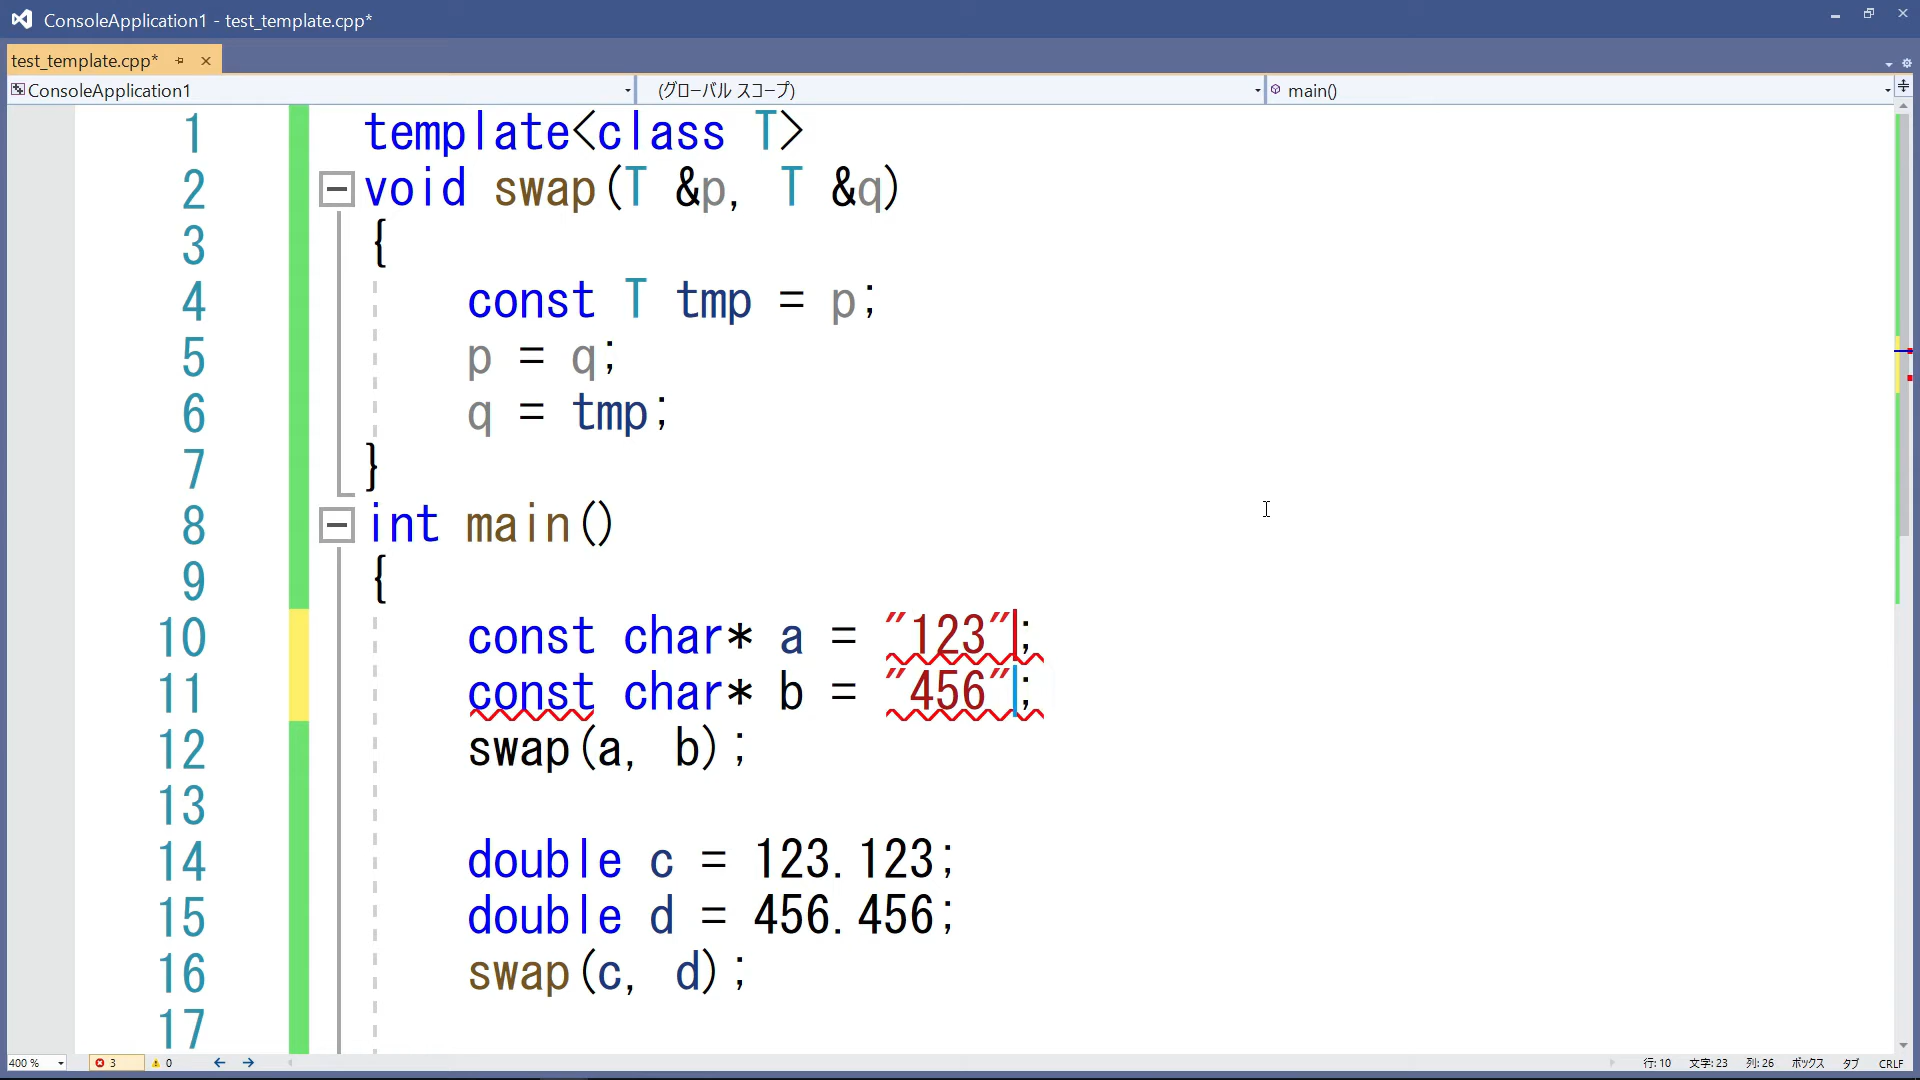 ConsoleApplication1 - test_template.cpp*
test_template.cpp*
ConsoleApplication1 (グローバル スコープ) main()
1 template<class T>
2 void swap(T &p, T &q)
3 {
4 const T tmp = p;
5 p = q;
6 q = tmp;
7 }
8 int main()
9 {
10 const char* a = "123";
11 const char* b = "456";
12 swap(a, b);
13
14 double c = 123.123;
15 double d = 456.456;
16 swap(c, d);
17
400 % 3 0 行: 10 文字: 23 列: 26 ボックス タブ CRLF